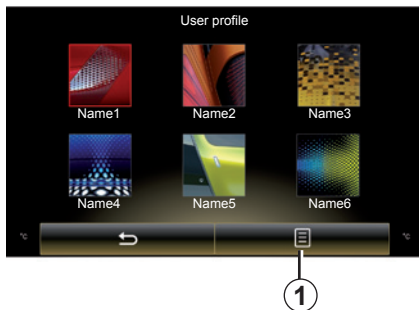 User profile
Name1 Name2 Name3
Name4 Name5 Name6
°C °C
1